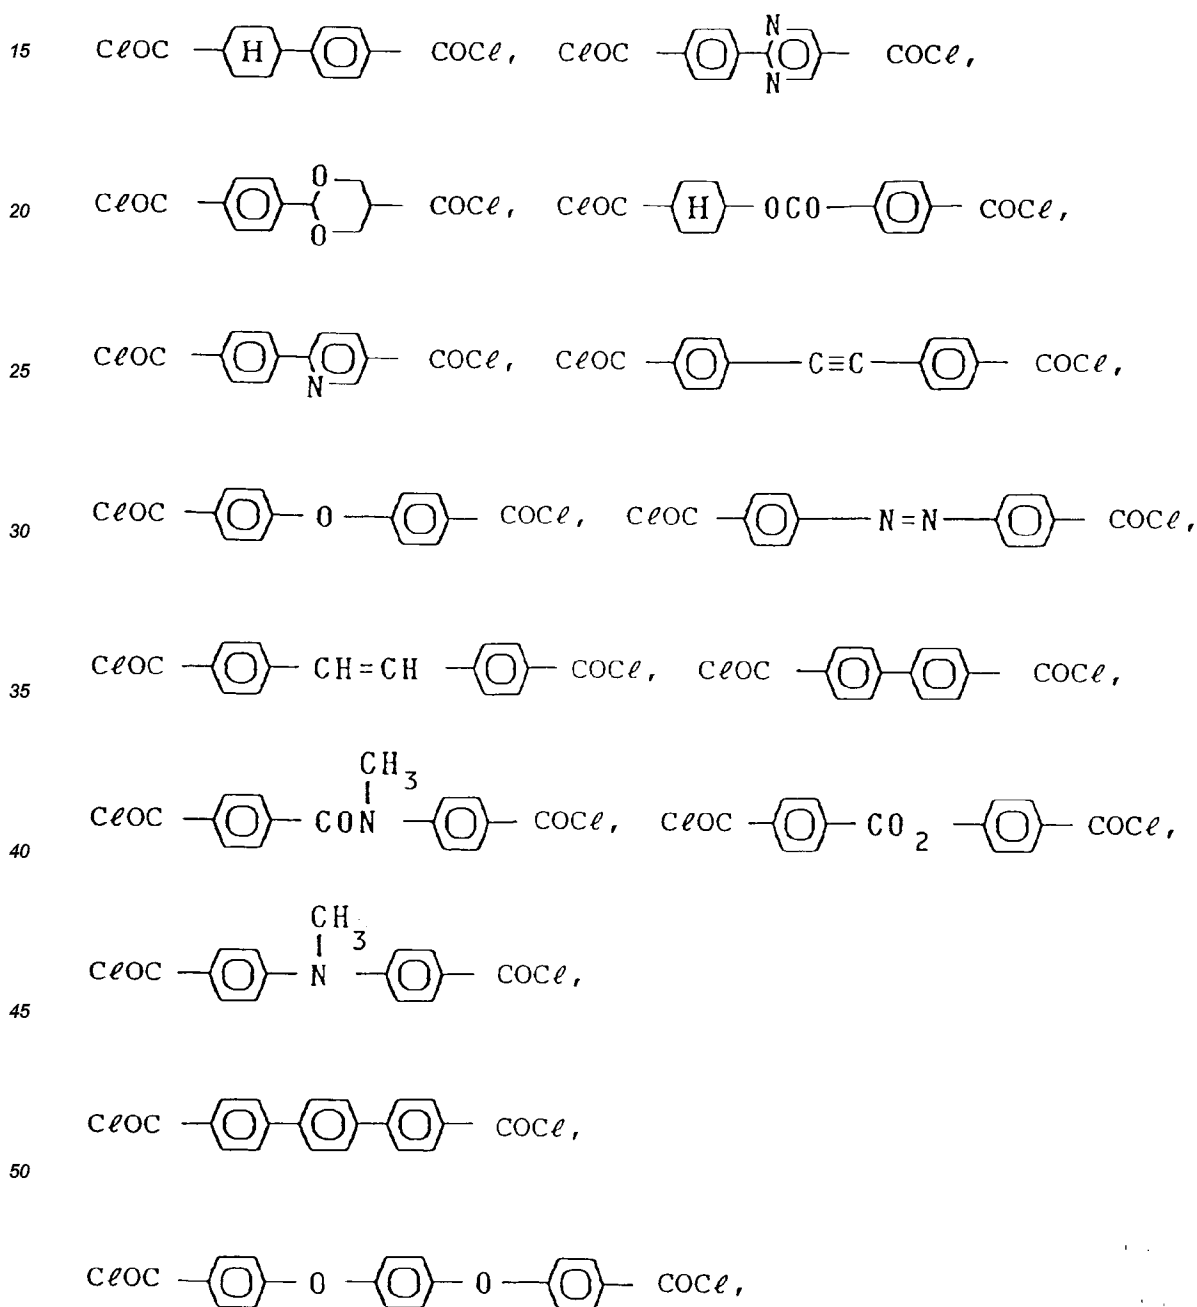 15 CℓOC H COCℓ, CℓOC N N COCℓ,
20 CℓOC O O COCℓ, CℓOC H OCO COCℓ,
25 CℓOC N COCℓ, CℓOC C≡C COCℓ,
30 CℓOC O COCℓ, CℓOC N=N COCℓ,
35 CℓOC CH=CH COCℓ, CℓOC COCℓ,
CH3
40 CℓOC CON COCℓ, CℓOC CO2 COCℓ,
CH3
45 CℓOC N COCℓ,
CℓOC COCℓ,
50
CℓOC O O COCℓ,